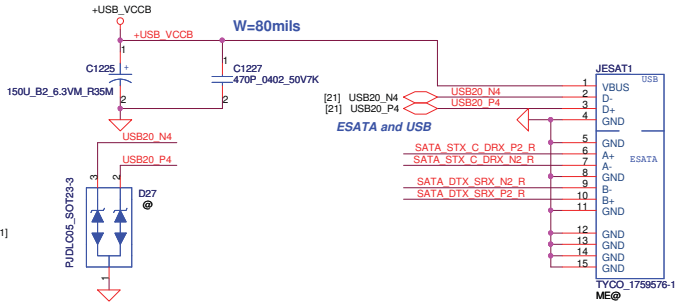 +USB_VCCB
W=80mils
+USB_VCCB
1
C1225
+
150U_B2_6.3VM_R35M
2
1
C1227
470P_0402_50V7K
2
[21] USB20_N4
[21] USB20_P4
USB20_N4
USB20_P4
ESATA and USB
USB20_N4
USB20_P4
3
2
PJDLC05_SOT23-3
D27
@
1
1]
SATA_STX_C_DRX_P2_R
SATA_STX_C_DRX_N2_R
SATA_DTX_SRX_N2_R
SATA_DTX_SRX_P2_R
JESAT1
USB
1 VBUS
2 D-
3 D+
4 GND
ESATA
5 GND
6 A+
7 A-
8 GND
9 B-
10 B+
11 GND
12 GND
13 GND
14 GND
15 GND
TYCO_1759576-1
ME@